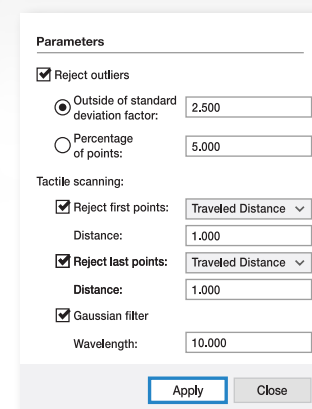 Parameters
Reject outliers
Outside of standard
deviation factor:
2.500
Percentage
of points:
5.000
Tactile scanning:
Reject first points:
Traveled Distance
Distance:
1.000
Reject last points:
Traveled Distance
Distance:
1.000
Gaussian filter
Wavelength:
10.000
Apply
Close